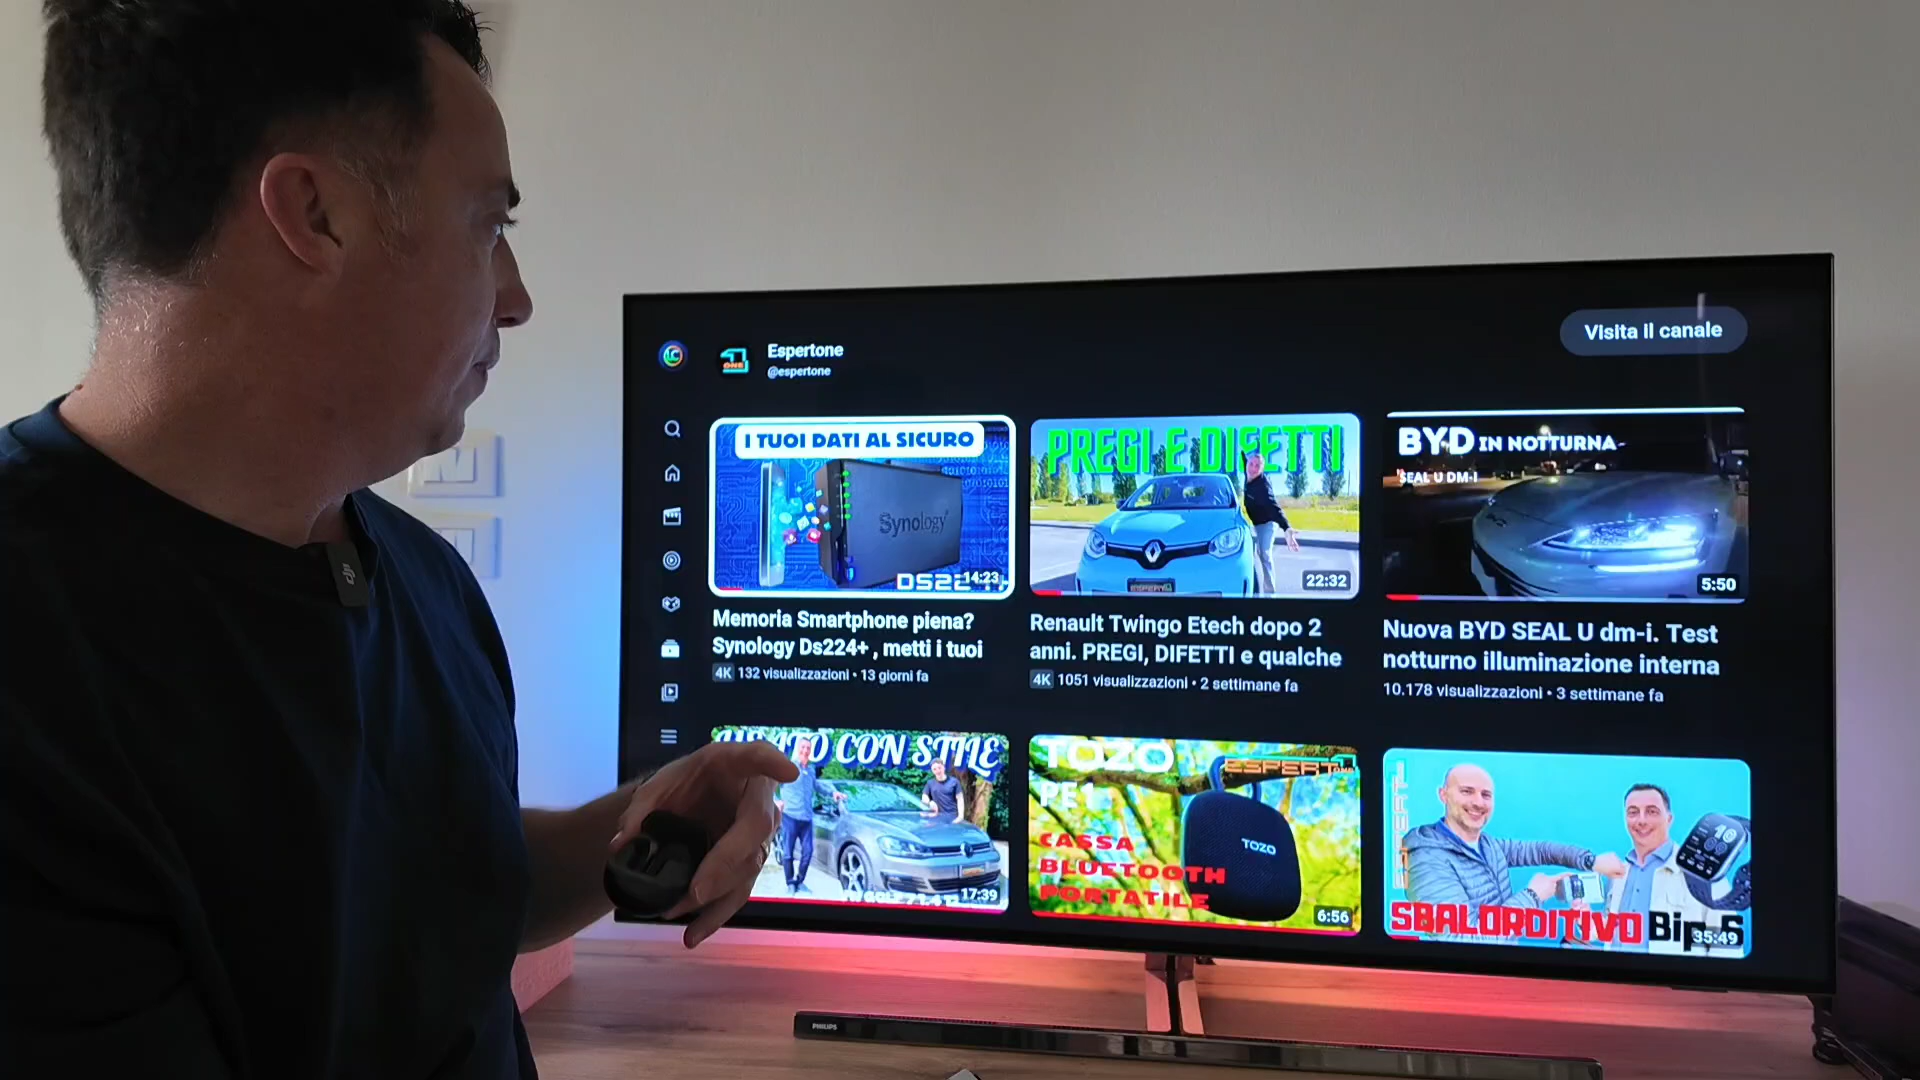 Visita il canale
Espertone
@espertone
ONE
I TUOI DATI AL SICURO
Synology
14:23
Memoria Smartphone piena?
Synology Ds224+ , metti i tuoi
4K 132 visualizzazioni • 13 giorni fa
PREGI E DIFETTI
22:32
Renault Twingo Etech dopo 2
anni. PREGI, DIFETTI e qualche
4K 1051 visualizzazioni • 2 settimane fa
BYD IN NOTTURNA
SEAL U DM-I
5:50
Nuova BYD SEAL U dm-i. Test
notturno illuminazione interna
10.178 visualizzazioni • 3 settimane fa
CON STILE
17:39
TOZO
PE1
ESPERTONE
CASSA
BLUETOOTH
PORTATILE
TOZO
6:56
SBALORDITIVO Bip 6
35:49
PHILIPS
dji